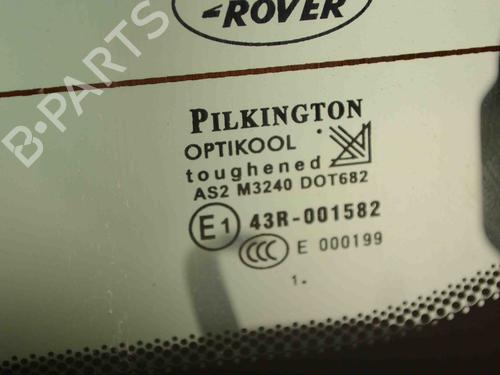 ROVER
B-PARTS
PILKINGTON
OPTIKOOL
toughened
AS2 M3240 DOT682
E1 43R-001582
CCC E 000199
1.